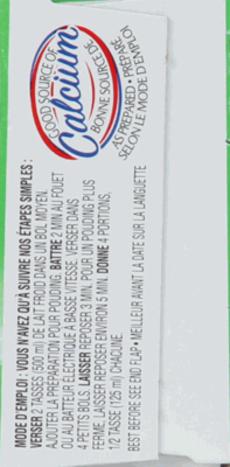 MODE D'EMPLOI : VOUS N'AVEZ QU'À SUIVRE NOS ÉTAPES SIMPLES :
VERSER 2 TASSES (500 ml) DE LAIT FROID DANS UN BOL MOYEN.
AJOUTER LA PRÉPARATION POUR POUDING. BATTRE 2 MIN AU FOUET
OU AU BATTEUR ÉLECTRIQUE À BASSE VITESSE. VERSER DANS
4 PETITS BOLS. LAISSER REPOSER 3 MIN. POUR UN POUDING PLUS
FERME, LAISSER REPOSER ENVIRON 5 MIN. DONNE 4 PORTIONS,
1/2 TASSE (125 ml) CHACUNE.
BEST BEFORE SEE END FLAP • MEILLEUR AVANT LA DATE SUR LA LANGUETTE
GOOD SOURCE OF
Calcium
BONNE SOURCE DE
AS PREPARED • PRÉPARÉ
SELON LE MODE D'EMPLOI